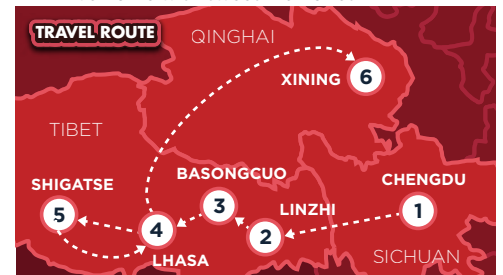 TRAVEL ROUTE
QINGHAI
XINING
6
TIBET
BASONGCUO
CHENGDU
SHIGATSE
LINZHI
5
4
3
2
1
LHASA
SICHUAN